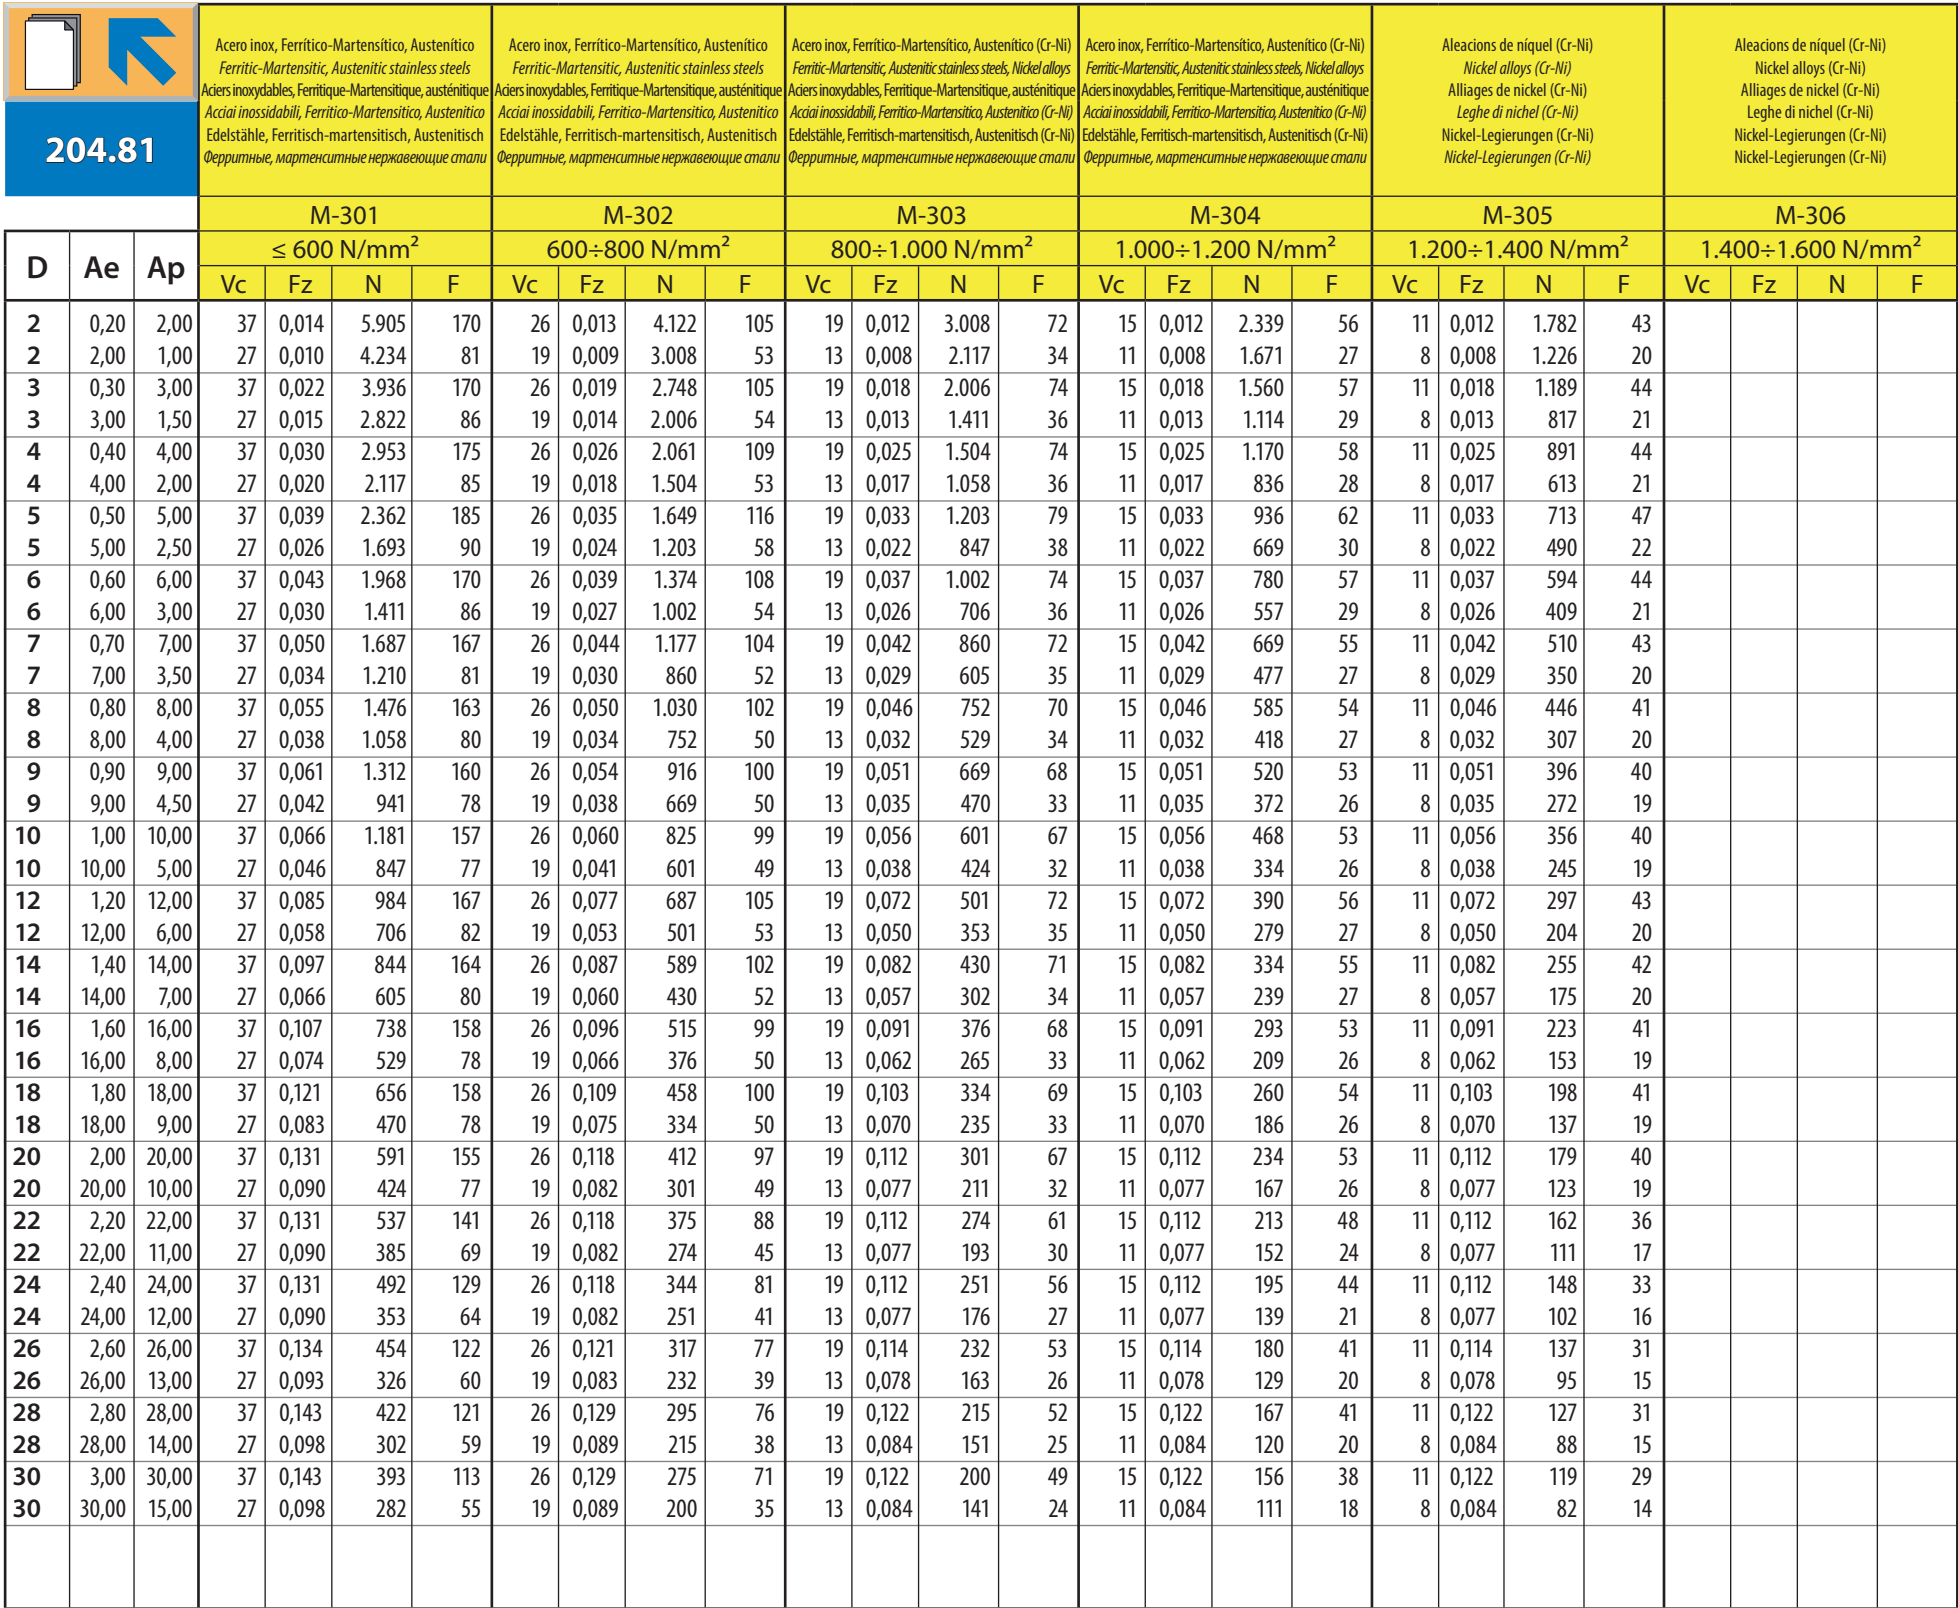 204.81
Acero inox, Ferrítico-Martensítico, Austenítico
Ferritic-Martensitic, Austenitic stainless steels
Aciers inoxydables, Ferritique-Martensitique, austénitique
Acciai inossidabili, Ferritico-Martensitico, Austenitico
Edelstähle, Ferritisch-martensitisch, Austenitisch
Ферритные, мартенситные нержавеющие стали
Acero inox, Ferrítico-Martensítico, Austenítico
Ferritic-Martensitic, Austenitic stainless steels
Aciers inoxydables, Ferritique-Martensitique, austénitique
Acciai inossidabili, Ferritico-Martensitico, Austenitico
Edelstähle, Ferritisch-martensitisch, Austenitisch
Ферритные, мартенситные нержавеющие стали
Acero inox, Ferrítico-Martensítico, Austenítico (Cr-Ni)
Ferritic-Martensitic, Austenitic stainless steels, Nickel alloys
Aciers inoxydables, Ferritique-Martensitique, austénitique
Acciai inossidabili, Ferritico-Martensitico, Austenitico (Cr-Ni)
Edelstähle, Ferritisch-martensitisch, Austenitisch (Cr-Ni)
Ферритные, мартенситные нержавеющие стали
Acero inox, Ferrítico-Martensítico, Austenítico (Cr-Ni)
Ferritic-Martensitic, Austenitic stainless steels, Nickel alloys
Aciers inoxydables, Ferritique-Martensitique, austénitique
Acciai inossidabili, Ferritico-Martensitico, Austenitico (Cr-Ni)
Edelstähle, Ferritisch-martensitisch, Austenitisch (Cr-Ni)
Ферритные, мартенситные нержавеющие стали
Aleacions de níquel (Cr-Ni)
Nickel alloys (Cr-Ni)
Alliages de nickel (Cr-Ni)
Leghe di nichel (Cr-Ni)
Nickel-Legierungen (Cr-Ni)
Nickel-Legierungen (Cr-Ni)
Aleacions de níquel (Cr-Ni)
Nickel alloys (Cr-Ni)
Alliages de nickel (Cr-Ni)
Leghe di nichel (Cr-Ni)
Nickel-Legierungen (Cr-Ni)
Nickel-Legierungen (Cr-Ni)
M-301 M-302 M-303 M-304 M-305 M-306
≤ 600 N/mm² 600÷800 N/mm² 800÷1.000 N/mm² 1.000÷1.200 N/mm² 1.200÷1.400 N/mm² 1.400÷1.600 N/mm²
D Ae Ap Vc Fz N F Vc Fz N F Vc Fz N F Vc Fz N F Vc Fz N F Vc Fz N F
2 0,20 2,00 37 0,014 5.905 170 26 0,013 4.122 105 19 0,012 3.008 72 15 0,012 2.339 56 11 0,012 1.782 43
2 2,00 1,00 27 0,010 4.234 81 19 0,009 3.008 53 13 0,008 2.117 34 11 0,008 1.671 27 8 0,008 1.226 20
3 0,30 3,00 37 0,022 3.936 170 26 0,019 2.748 105 19 0,018 2.006 74 15 0,018 1.560 57 11 0,018 1.189 44
3 3,00 1,50 27 0,015 2.822 86 19 0,014 2.006 54 13 0,013 1.411 36 11 0,013 1.114 29 8 0,013 817 21
4 0,40 4,00 37 0,030 2.953 175 26 0,026 2.061 109 19 0,025 1.504 74 15 0,025 1.170 58 11 0,025 891 44
4 4,00 2,00 27 0,020 2.117 85 19 0,018 1.504 53 13 0,017 1.058 36 11 0,017 836 28 8 0,017 613 21
5 0,50 5,00 37 0,039 2.362 185 26 0,035 1.649 116 19 0,033 1.203 79 15 0,033 936 62 11 0,033 713 47
5 5,00 2,50 27 0,026 1.693 90 19 0,024 1.203 58 13 0,022 847 38 11 0,022 669 30 8 0,022 490 22
6 0,60 6,00 37 0,043 1.968 170 26 0,039 1.374 108 19 0,037 1.002 74 15 0,037 780 57 11 0,037 594 44
6 6,00 3,00 27 0,030 1.411 86 19 0,027 1.002 54 13 0,026 706 36 11 0,026 557 29 8 0,026 409 21
7 0,70 7,00 37 0,050 1.687 167 26 0,044 1.177 104 19 0,042 860 72 15 0,042 669 55 11 0,042 510 43
7 7,00 3,50 27 0,034 1.210 81 19 0,030 860 52 13 0,029 605 35 11 0,029 477 27 8 0,029 350 20
8 0,80 8,00 37 0,055 1.476 163 26 0,050 1.030 102 19 0,046 752 70 15 0,046 585 54 11 0,046 446 41
8 8,00 4,00 27 0,038 1.058 80 19 0,034 752 50 13 0,032 529 34 11 0,032 418 27 8 0,032 307 20
9 0,90 9,00 37 0,061 1.312 160 26 0,054 916 100 19 0,051 669 68 15 0,051 520 53 11 0,051 396 40
9 9,00 4,50 27 0,042 941 78 19 0,038 669 50 13 0,035 470 33 11 0,035 372 26 8 0,035 272 19
10 1,00 10,00 37 0,066 1.181 157 26 0,060 825 99 19 0,056 601 67 15 0,056 468 53 11 0,056 356 40
10 10,00 5,00 27 0,046 847 77 19 0,041 601 49 13 0,038 424 32 11 0,038 334 26 8 0,038 245 19
12 1,20 12,00 37 0,085 984 167 26 0,077 687 105 19 0,072 501 72 15 0,072 390 56 11 0,072 297 43
12 12,00 6,00 27 0,058 706 82 19 0,053 501 53 13 0,050 353 35 11 0,050 279 27 8 0,050 204 20
14 1,40 14,00 37 0,097 844 164 26 0,087 589 102 19 0,082 430 71 15 0,082 334 55 11 0,082 255 42
14 14,00 7,00 27 0,066 605 80 19 0,060 430 52 13 0,057 302 34 11 0,057 239 27 8 0,057 175 20
16 1,60 16,00 37 0,107 738 158 26 0,096 515 99 19 0,091 376 68 15 0,091 293 53 11 0,091 223 41
16 16,00 8,00 27 0,074 529 78 19 0,066 376 50 13 0,062 265 33 11 0,062 209 26 8 0,062 153 19
18 1,80 18,00 37 0,121 656 158 26 0,109 458 100 19 0,103 334 69 15 0,103 260 54 11 0,103 198 41
18 18,00 9,00 27 0,083 470 78 19 0,075 334 50 13 0,070 235 33 11 0,070 186 26 8 0,070 137 19
20 2,00 20,00 37 0,131 591 155 26 0,118 412 97 19 0,112 301 67 15 0,112 234 53 11 0,112 179 40
20 20,00 10,00 27 0,090 424 77 19 0,082 301 49 13 0,077 211 32 11 0,077 167 26 8 0,077 123 19
22 2,20 22,00 37 0,131 537 141 26 0,118 375 88 19 0,112 274 61 15 0,112 213 48 11 0,112 162 36
22 22,00 11,00 27 0,090 385 69 19 0,082 274 45 13 0,077 193 30 11 0,077 152 24 8 0,077 111 17
24 2,40 24,00 37 0,131 492 129 26 0,118 344 81 19 0,112 251 56 15 0,112 195 44 11 0,112 148 33
24 24,00 12,00 27 0,090 353 64 19 0,082 251 41 13 0,077 176 27 11 0,077 139 21 8 0,077 102 16
26 2,60 26,00 37 0,134 454 122 26 0,121 317 77 19 0,114 232 53 15 0,114 180 41 11 0,114 137 31
26 26,00 13,00 27 0,093 326 60 19 0,083 232 39 13 0,078 163 26 11 0,078 129 20 8 0,078 95 15
28 2,80 28,00 37 0,143 422 121 26 0,129 295 76 19 0,122 215 52 15 0,122 167 41 11 0,122 127 31
28 28,00 14,00 27 0,098 302 59 19 0,089 215 38 13 0,084 151 25 11 0,084 120 20 8 0,084 88 15
30 3,00 30,00 37 0,143 393 113 26 0,129 275 71 19 0,122 200 49 15 0,122 156 38 11 0,122 119 29
30 30,00 15,00 27 0,098 282 55 19 0,089 200 35 13 0,084 141 24 11 0,084 111 18 8 0,084 82 14